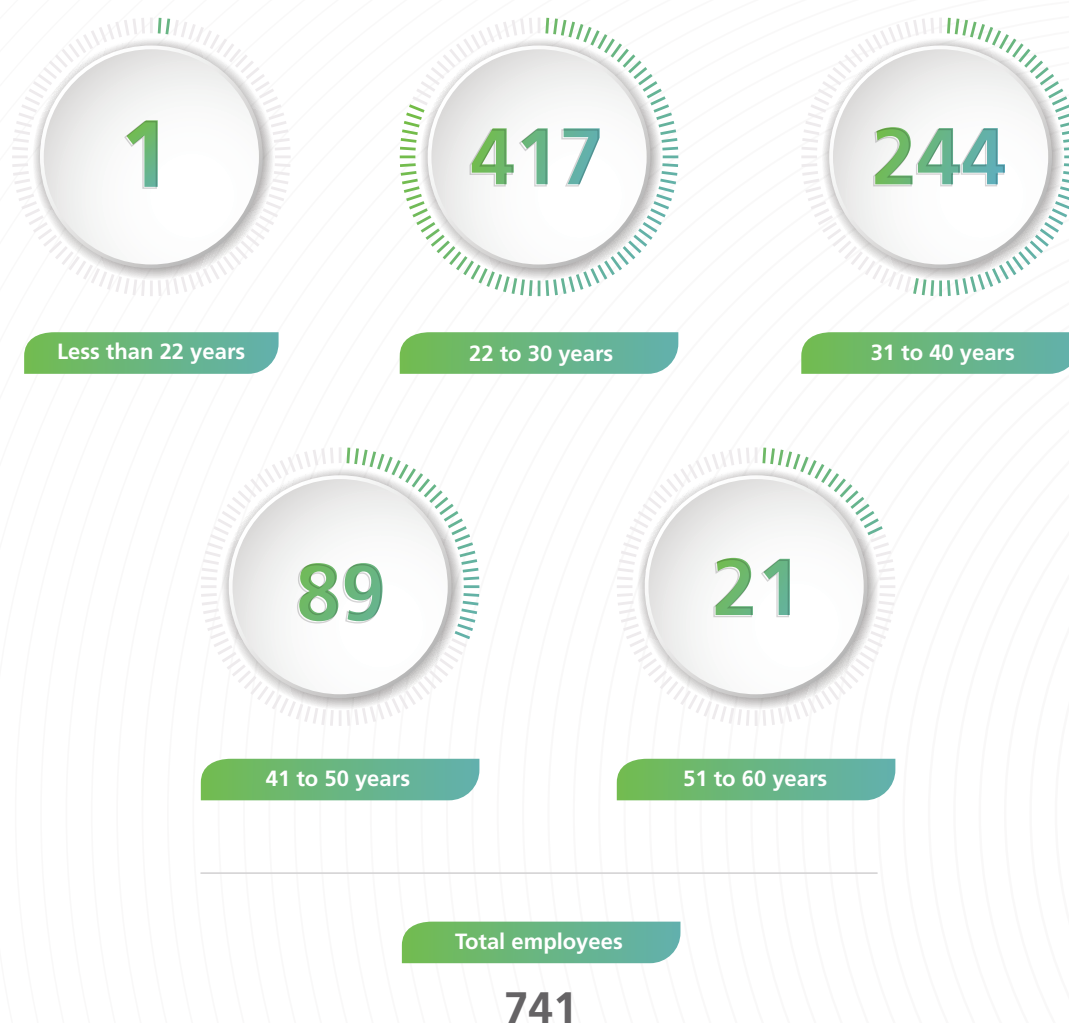 1
417
244
Less than 22 years
22 to 30 years
31 to 40 years
89
21
41 to 50 years
51 to 60 years
Total employees
741